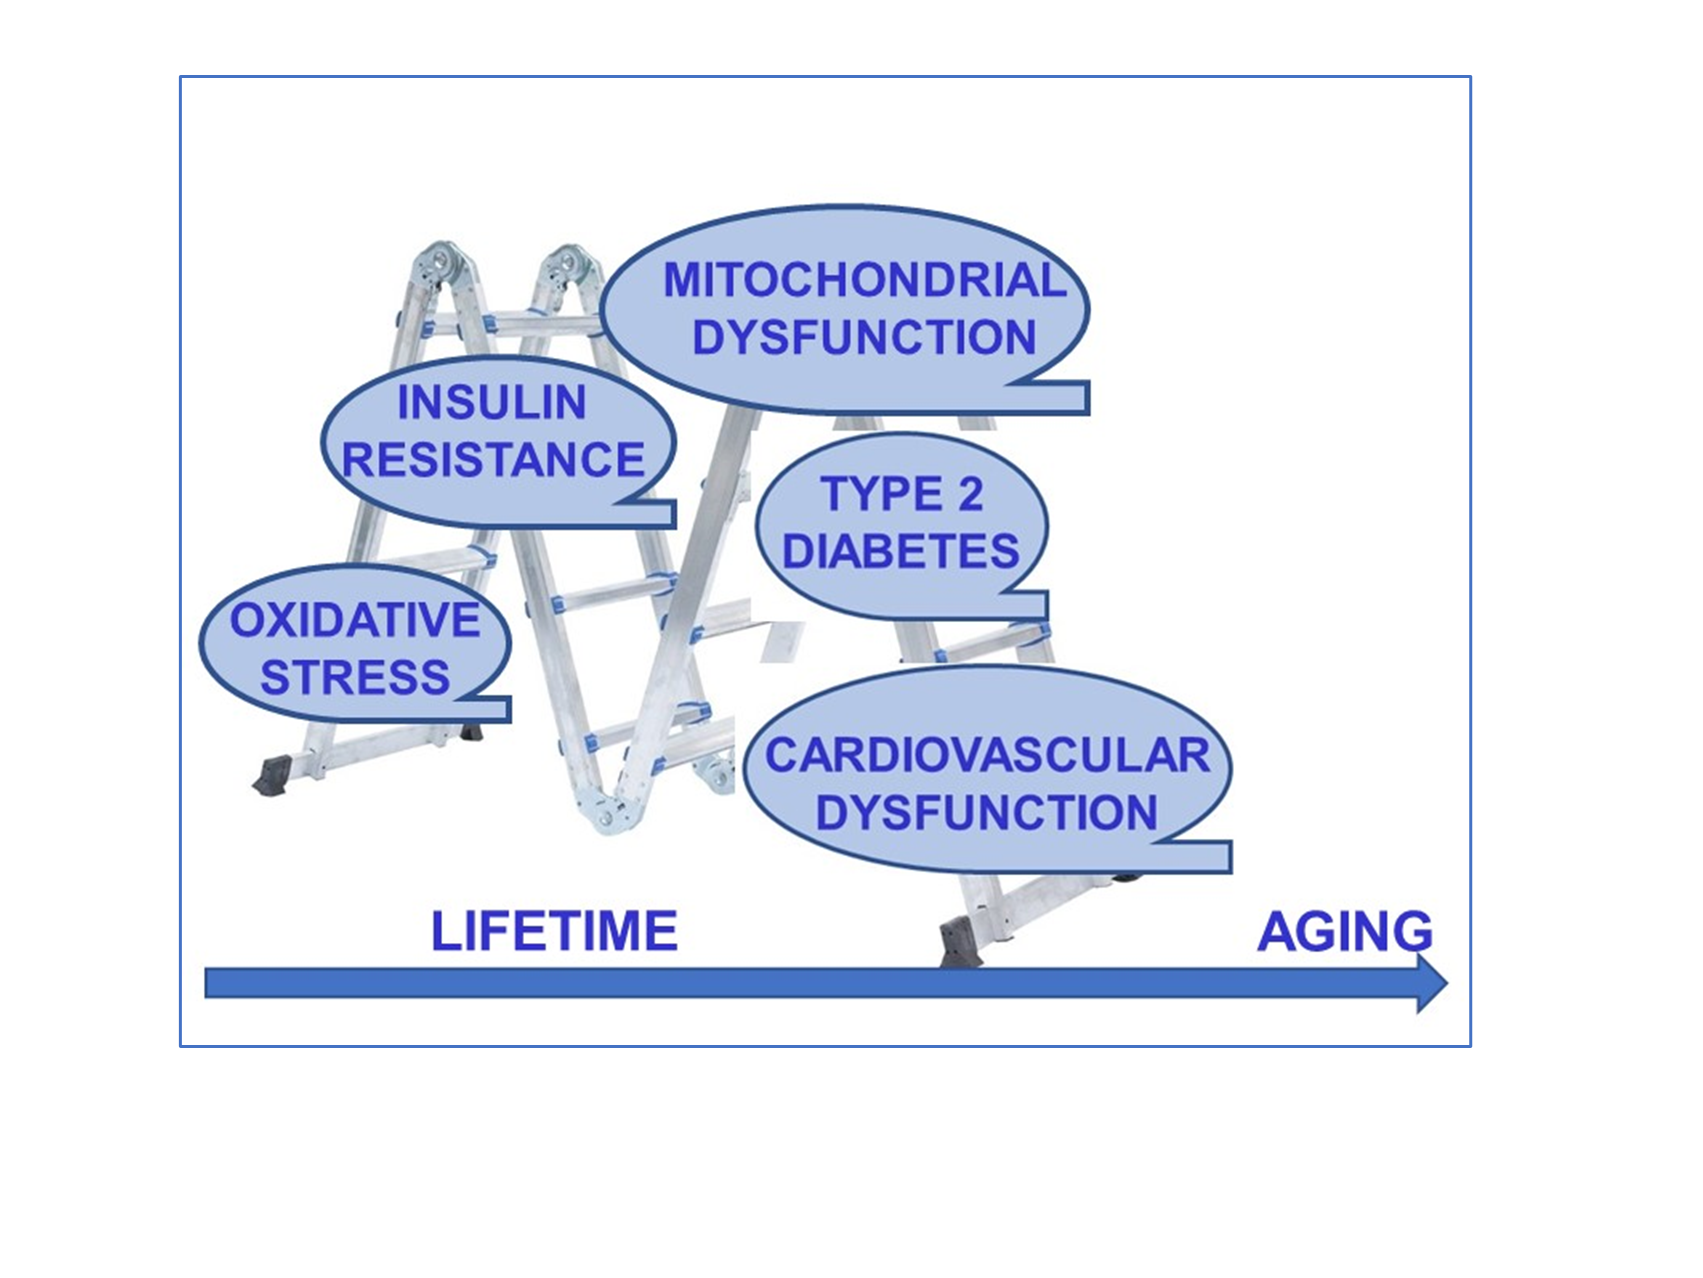 MITOCHONDRIAL
DYSFUNCTION
INSULIN
RESISTANCE
TYPE 2
DIABETES
OXIDATIVE
STRESS
CARDIOVASCULAR
DYSFUNCTION
LIFETIME
AGING